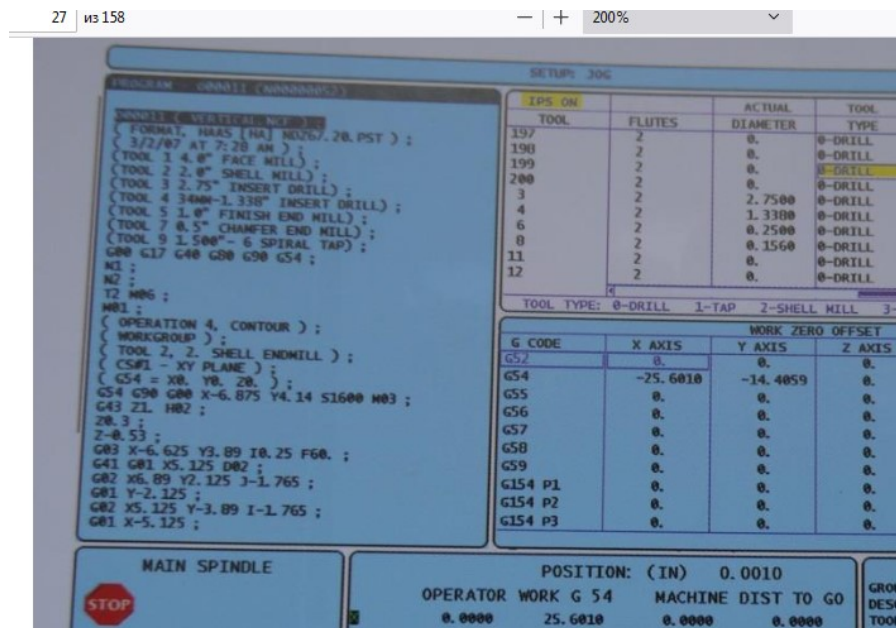 27 из 158 — + 200%
SETUP: JOG
PROGRAM - O00011 (N00000052)
O00011 ( VERTICAL.NCF ) ;
( FORMAT, HAAS [HA] ND267.20.PST ) ;
( 3/2/07 AT 7:28 AM ) ;
(TOOL 1 4.0" FACE MILL) ;
(TOOL 2 2.0" SHELL MILL) ;
(TOOL 3 2.75" INSERT DRILL) ;
(TOOL 4 34MM-1.338" INSERT DRILL) ;
(TOOL 5 1.0" FINISH END MILL) ;
(TOOL 7 0.5" CHAMFER END MILL) ;
(TOOL 9 1.500"- 6 SPIRAL TAP) ;
G00 G17 G40 G80 G90 G54 ;
N1 ;
N2 ;
T2 M06 ;
M01 ;
( OPERATION 4, CONTOUR ) ;
( WORKGROUP ) ;
( TOOL 2, 2. SHELL ENDMILL ) ;
( CS#1 - XY PLANE ) ;
( G54 = X0. Y0. Z0. ) ;
G54 G90 G00 X-6.875 Y4.14 S1600 M03 ;
G43 Z1. H02 ;
Z0.3 ;
Z-0.53 ;
G03 X-6.625 Y3.89 I0.25 F60. ;
G41 G01 X5.125 D02 ;
G02 X6.89 Y2.125 J-1.765 ;
G01 Y-2.125 ;
G02 X5.125 Y-3.89 I-1.765 ;
G01 X-5.125 ;
IPS ON ACTUAL TOOL
TOOL FLUTES DIAMETER TYPE
197 2 0. 0-DRILL
198 2 0. 0-DRILL
199 2 0. 0-DRILL
200 2 0. 0-DRILL
3 2 2.7500 0-DRILL
4 2 1.3380 0-DRILL
6 2 0.2500 0-DRILL
8 2 0.1560 0-DRILL
11 2 0. 0-DRILL
12 2 0. 0-DRILL
TOOL TYPE: 0-DRILL 1-TAP 2-SHELL MILL 3-
WORK ZERO OFFSET
G CODE X AXIS Y AXIS Z AXIS
G52 0. 0. 0.
G54 -25.6010 -14.4059 0.
G55 0. 0. 0.
G56 0. 0. 0.
G57 0. 0. 0.
G58 0. 0. 0.
G59 0. 0. 0.
G154 P1 0. 0. 0.
G154 P2 0. 0. 0.
G154 P3 0. 0. 0.
MAIN SPINDLE
STOP
POSITION: (IN) 0.0010
OPERATOR WORK G 54 MACHINE DIST TO GO
X 0.0000 25.6010 0.0000 0.0000
GROU
DESC
TOOL